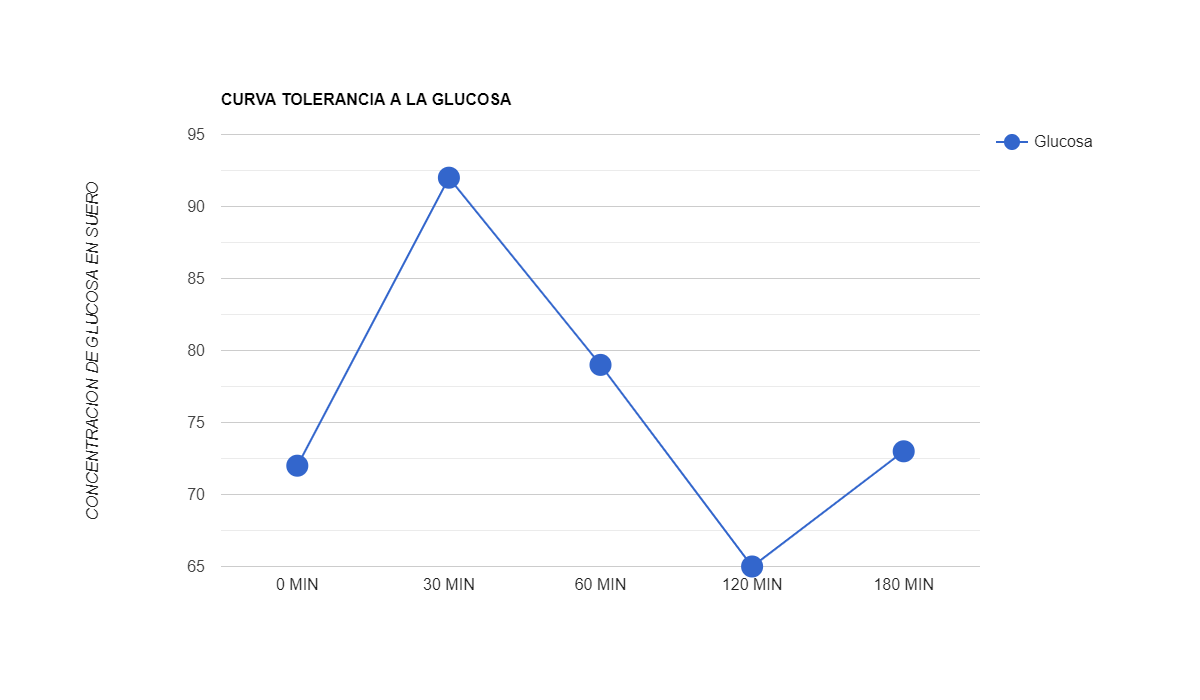 CURVA TOLERANCIA A LA GLUCOSA
Glucosa
CONCENTRACION DE GLUCOSA EN SUERO
95
90
85
80
75
70
65
0 MIN
30 MIN
60 MIN
120 MIN
180 MIN